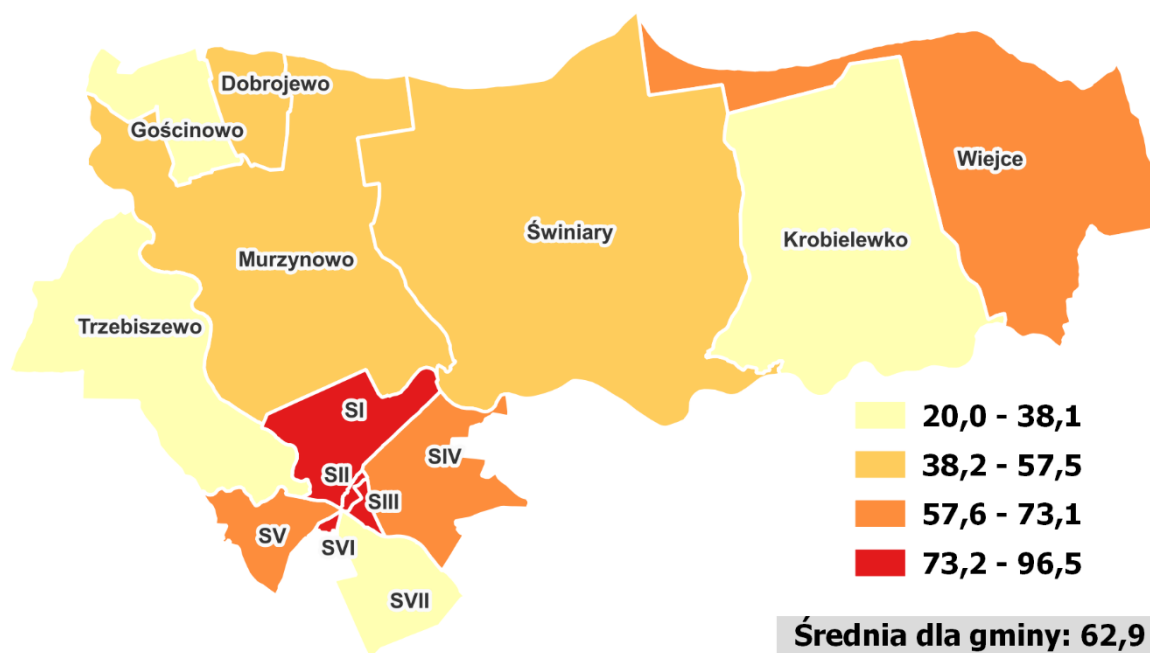 Dobrojewo
Gościnowo
Wiejce
Świniary
Krobielewko
Murzynowo
Trzebiszewo
SI
SIV
SII
SIII
SV
SVI
SVII
20,0 - 38,1
38,2 - 57,5
57,6 - 73,1
73,2 - 96,5
Średnia dla gminy: 62,9